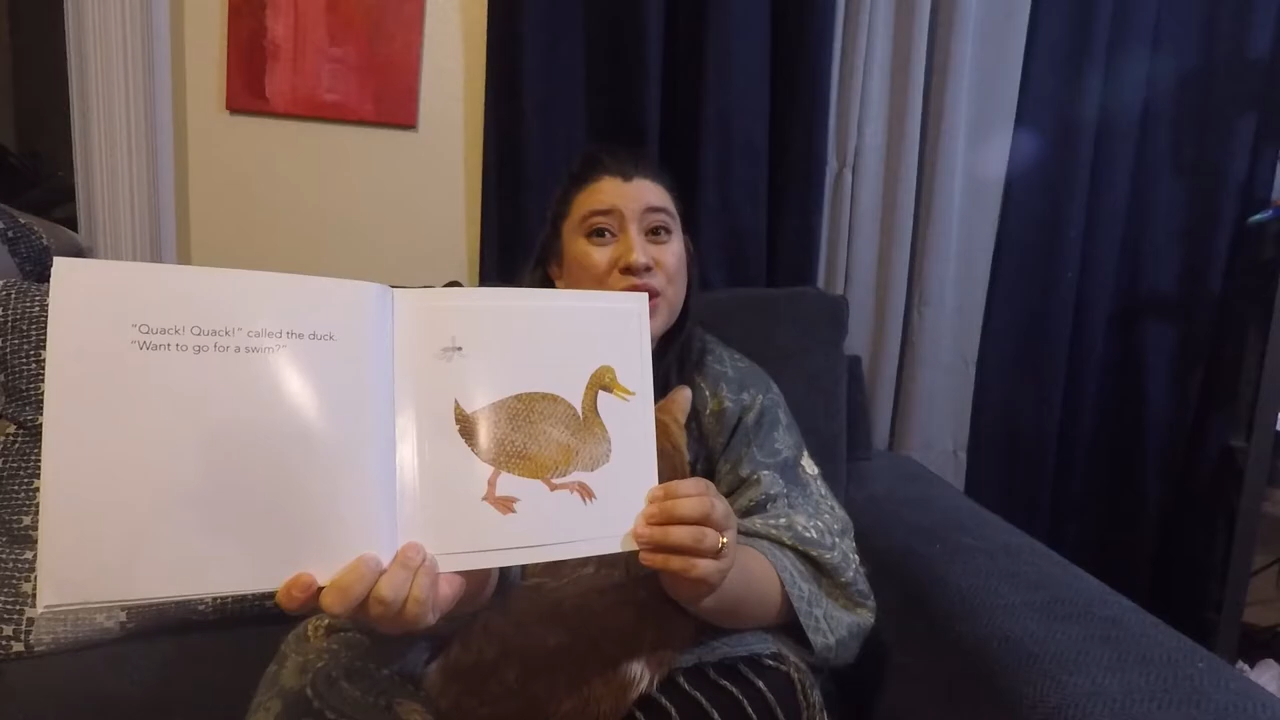 "Quack! Quack!" called the duck.
"Want to go for a swim?"